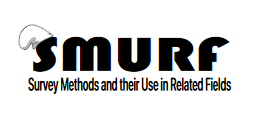 SMURF
Survey Methods and their Use in Related Fields